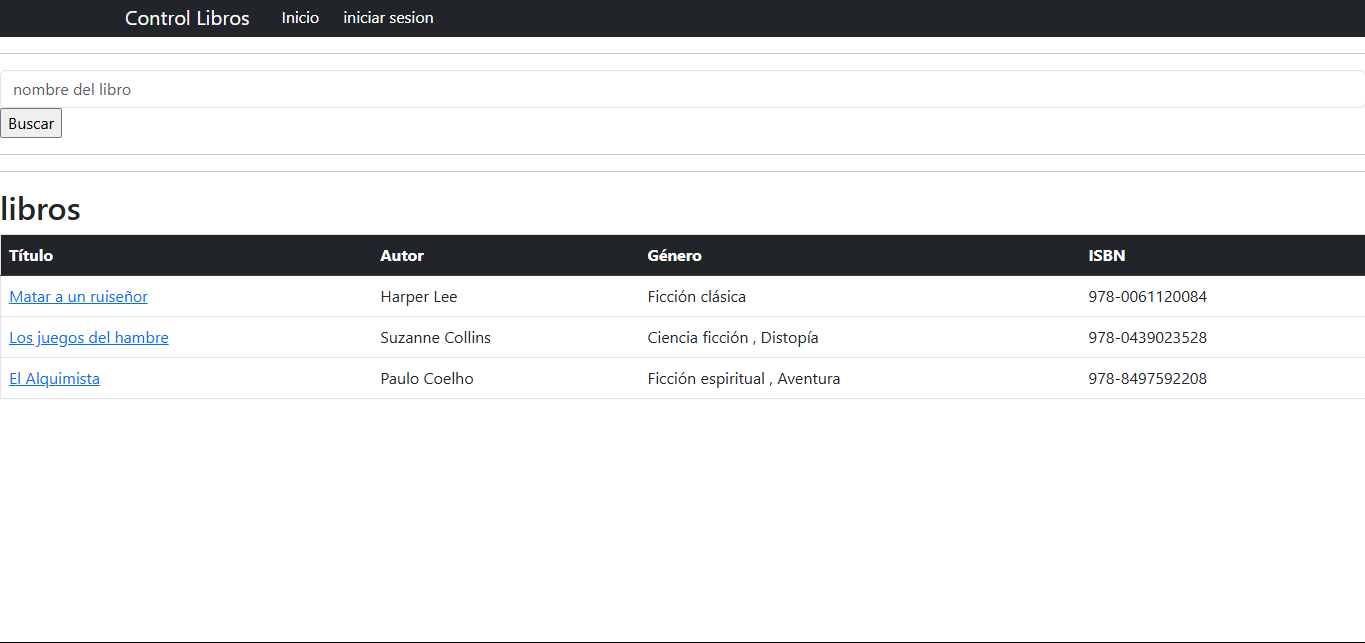 Control Libros Inicio iniciar sesion
nombre del libro
Buscar
libros
Título Autor Género ISBN
Matar a un ruiseñor Harper Lee Ficción clásica 978-0061120084
Los juegos del hambre Suzanne Collins Ciencia ficción , Distopía 978-0439023528
El Alquimista Paulo Coelho Ficción espiritual , Aventura 978-8497592208